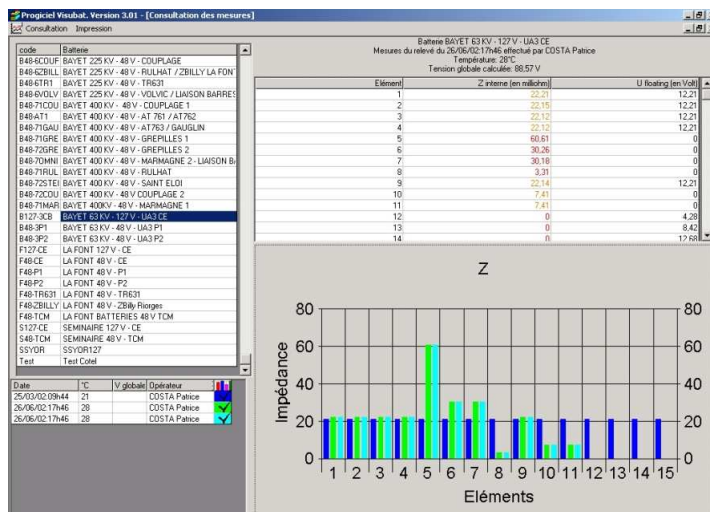 Progiciel Visubat. Version 3.01 - [Consultation des mesures]
Consultation Impression
Batterie BAYET 63 KV - 127 V - UA3 CE
Mesures du relevé du 26/06/02:17h46 effectué par COSTA Patrice
Température: 28°C
Tension globale calculée: 88,57 V
code Batterie
B48-6COUF BAYET 225 KV - 48 V - COUPLAGE
B48-6ZBILL BAYET 225 KV - 48 V - RULHAT / ZBILLY LA FON
B48-6TR1 BAYET 225 KV - 48 V - TR631
B48-6VOLV BAYET 225 KV - 48 V - VOLVIC / LIAISON BARRES
B48-71COU BAYET 400 KV - 48 V - COUPLAGE 1
B48-AT1 BAYET 400 KV - 48 V - AT 761 / AT762
B48-71GAU BAYET 400 KV - 48 V - AT763 / GAUGLIN
B48-71GRE BAYET 400 KV - 48 V - GREPILLES 1
B48-72GRE BAYET 400 KV - 48 V - GREPILLES 2
B48-70MNI BAYET 400 KV - 48 V - MARMAGNE 2 - LIAISON B
B48-71RUL BAYET 400 KV - 48 V - RULHAT
B48-72STE BAYET 400 KV - 48 V - SAINT ELOI
B48-72COU BAYET 400 KV - 48 V COUPLAGE 2
B48-71MAR BAYET 400KV - 48 V - MARMAGNE 1
B127-3CB BAYET 63 KV - 127 V - UA3 CE
B48-3P1 BAYET 63 KV - 48 V - UA3 P1
B48-3P2 BAYET 63 KV - 48 V - UA3 P2
F127-CE LA FONT 127 V - CE
F48-CE LA FONT 48 V - CE
F48-P1 LA FONT 48 V - P1
F48-P2 LA FONT 48 V - P2
F48-TR631 LA FONT 48 V - TR631
F48-ZBILLY LA FONT 48 V - ZBilly Riorges
F48-TCM LA FONT BATTERIES 48 V TCM
S127-CE SEMINAIRE 127 V - CE
S48-TCM SEMINAIRE 48 V - TCM
SSYOR SSYOR127
Test Test Cotel
Elément Z interne (en milliohm) U floating (en Volt)
1 22,21 12,21
2 22,15 12,21
3 22,12 12,21
4 22,12 12,21
5 60,61 0
6 30,26 0
7 30,18 0
8 3,31 0
9 22,14 12,21
10 7,41 0
11 7,41 0
12 0 4,28
13 0 8,42
14 0 12,68
Date °C V globale Opérateur
25/03/02:09h44 21 COSTA Patrice
26/06/02:17h46 28 COSTA Patrice
26/06/02:17h46 28 COSTA Patrice
Z
Impédance
80 80
60 60
40 40
20 20
0 0
1 2 3 4 5 6 7 8 9 10 11 12 13 14 15
Eléments